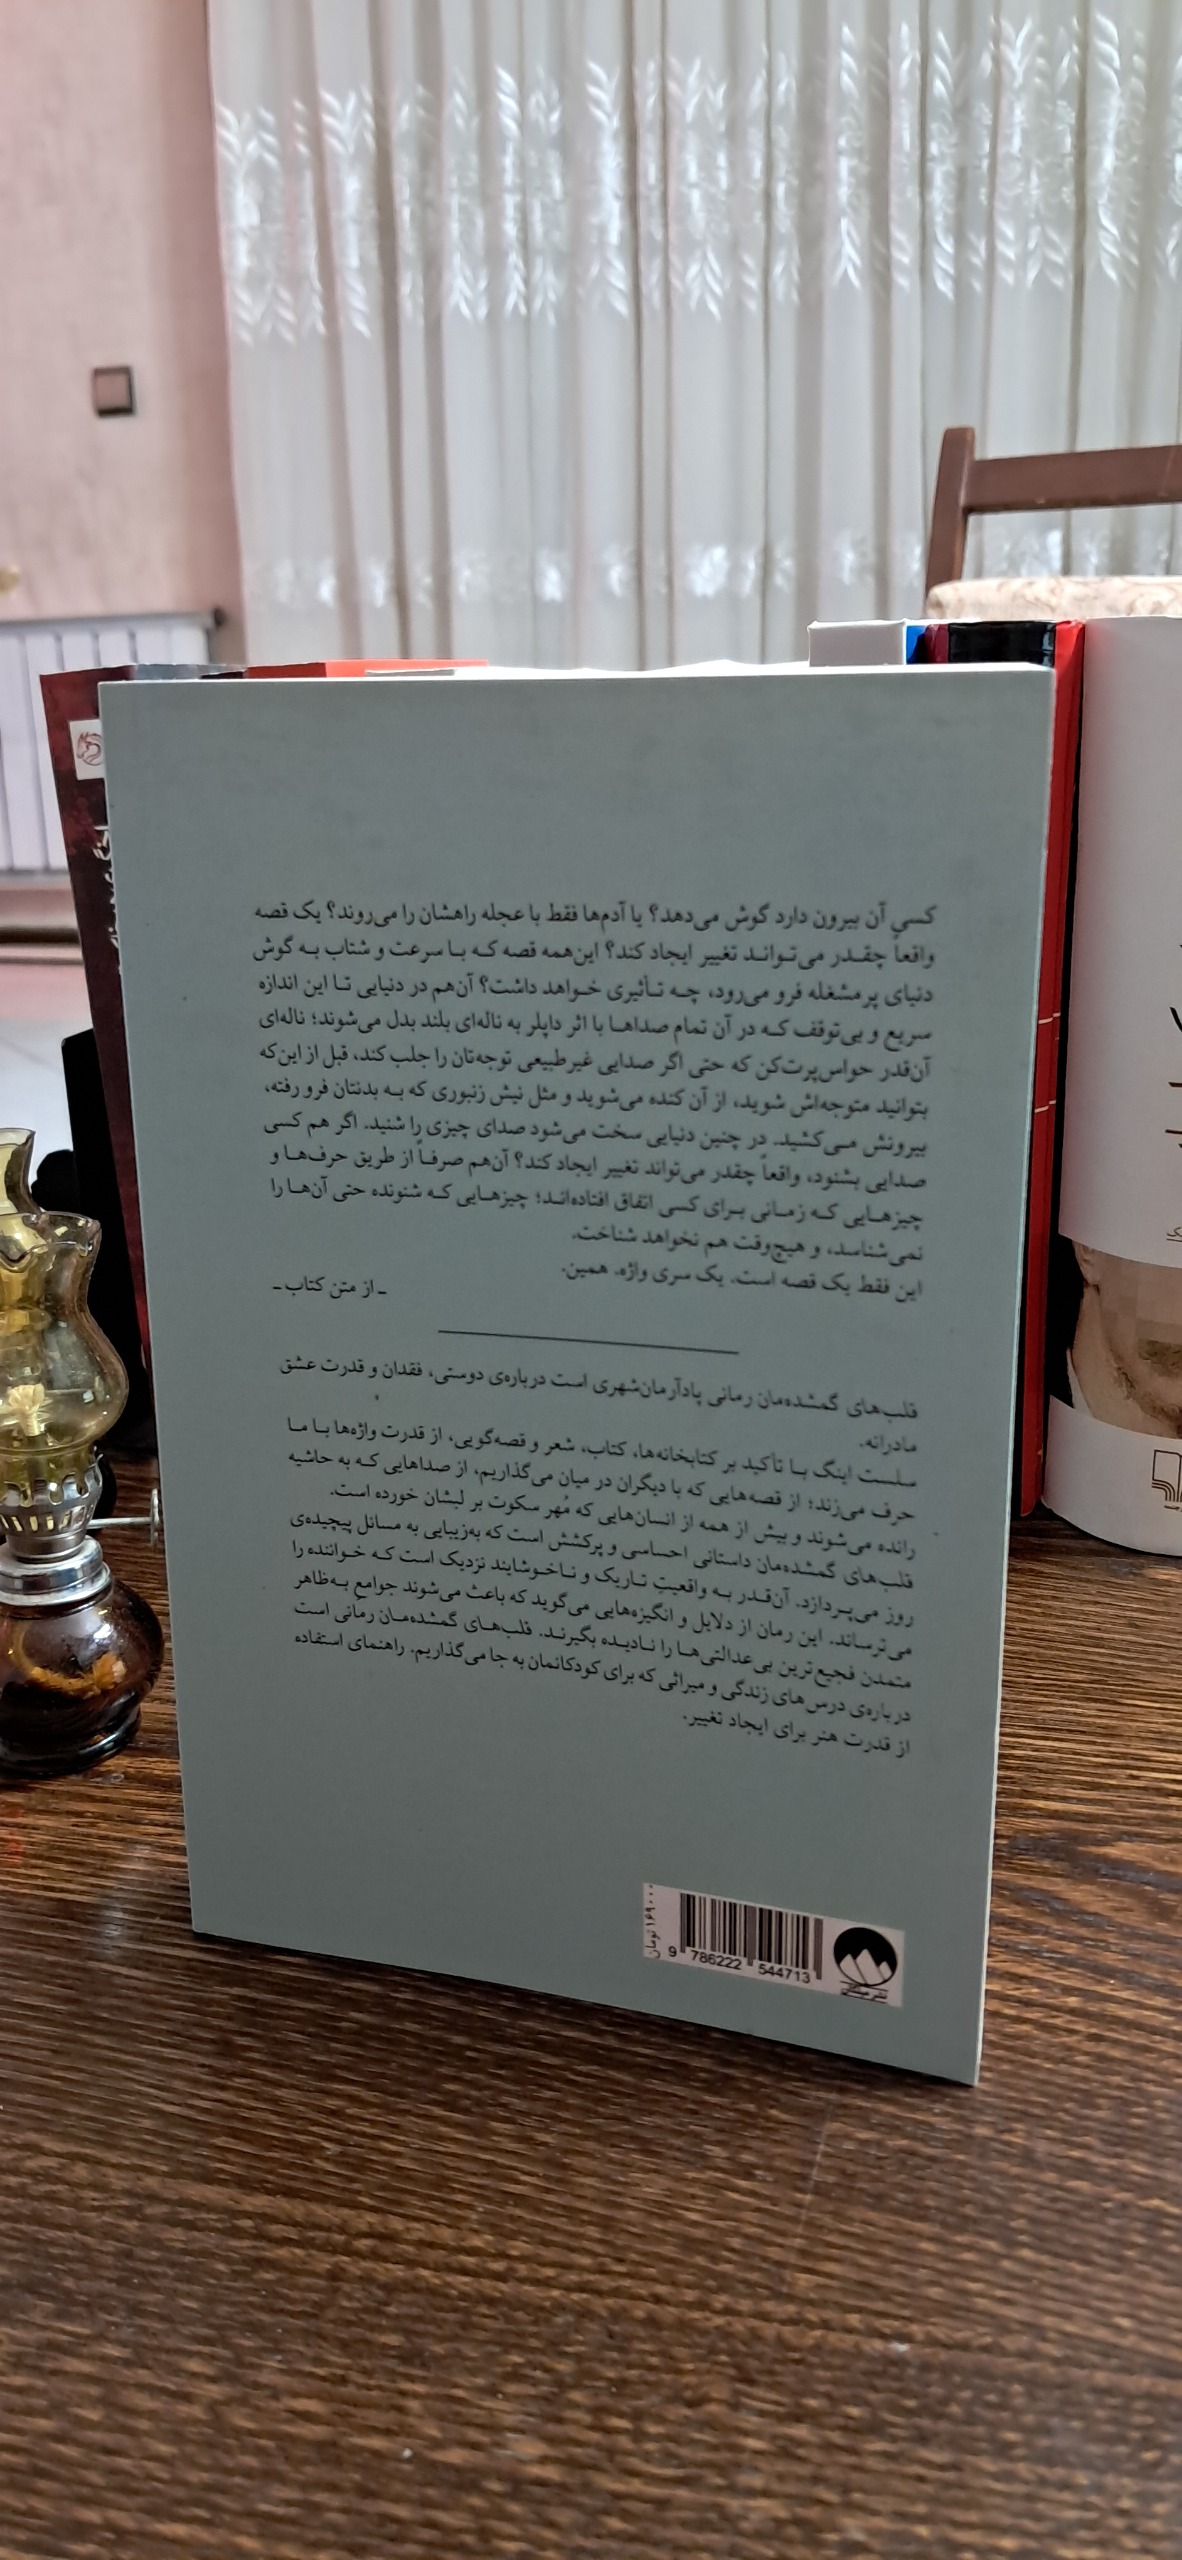 کسی آن بیرون دارد گوش می‌دهد؟ یا آدم‌ها فقط با عجله راهشان را می‌روند؟ یک قصه
واقعاً چقدر می‌تواند تغییر ایجاد کند؟ این‌همه قصه که با سرعت و شتاب به گوش
دنیای پرمشغله فرو می‌رود، چه تأثیری خواهد داشت؟ آن‌هم در دنیایی تا این اندازه
سریع و بی‌توقف که در آن تمام صداها با اثر داپلر به ناله‌ای بلند بدل می‌شوند؛ ناله‌ای
آن‌قدر حواس‌پرت‌کن که حتی اگر صدایی غیرطبیعی توجه‌تان را جلب کند، قبل از این‌که
بتوانید متوجه‌اش شوید، از آن کنده می‌شوید و مثل نیش زنبوری که به بدنتان فرو رفته،
بیرونش می‌کشید. در چنین دنیایی سخت می‌شود صدای چیزی را شنید. اگر هم کسی
صدایی بشنود، واقعاً چقدر می‌تواند تغییر ایجاد کند؟ آن‌هم صرفاً از طریق حرف‌ها و
چیزهایی که زمانی برای کسی اتفاق افتاده‌اند؛ چیزهایی که شنونده حتی آن‌ها را
نمی‌شناسد، و هیچ‌وقت هم نخواهد شناخت.
این فقط یک قصه است. یک سری واژه. همین.
ـ از متن کتاب ـ
قلب‌های گمشده‌مان رمانی پادآرمان‌شهری است درباره‌ی دوستی، فقدان و قدرت عشق
مادرانه.
سلست اینگ با تأکید بر کتابخانه‌ها، کتاب، شعر و قصه‌گویی، از قدرت واژه‌ها با ما
حرف می‌زند؛ از قصه‌هایی که با دیگران در میان می‌گذاریم، از صداهایی که به حاشیه
رانده می‌شوند و بیش از همه از انسان‌هایی که مُهر سکوت بر لبشان خورده است.
قلب‌های گمشده‌مان داستانی احساسی و پرکشش است که به‌زیبایی به مسائل پیچیده‌ی
روز می‌پردازد. آن‌قدر به واقعیتِ تاریک و ناخوشایند نزدیک است که خواننده را
می‌ترساند. این رمان از دلایل و انگیزه‌هایی می‌گوید که باعث می‌شوند جوامع به‌ظاهر
متمدن فجیع‌ترین بی‌عدالتی‌ها را نادیده بگیرند. قلب‌های گمشده‌مان رمانی است
درباره‌ی درس‌های زندگی و میراثی که برای کودکانمان به جا می‌گذاریم. راهنمای استفاده
از قدرت هنر برای ایجاد تغییر.
۱۶۹۰۰۰ تومان
9 786222 544713